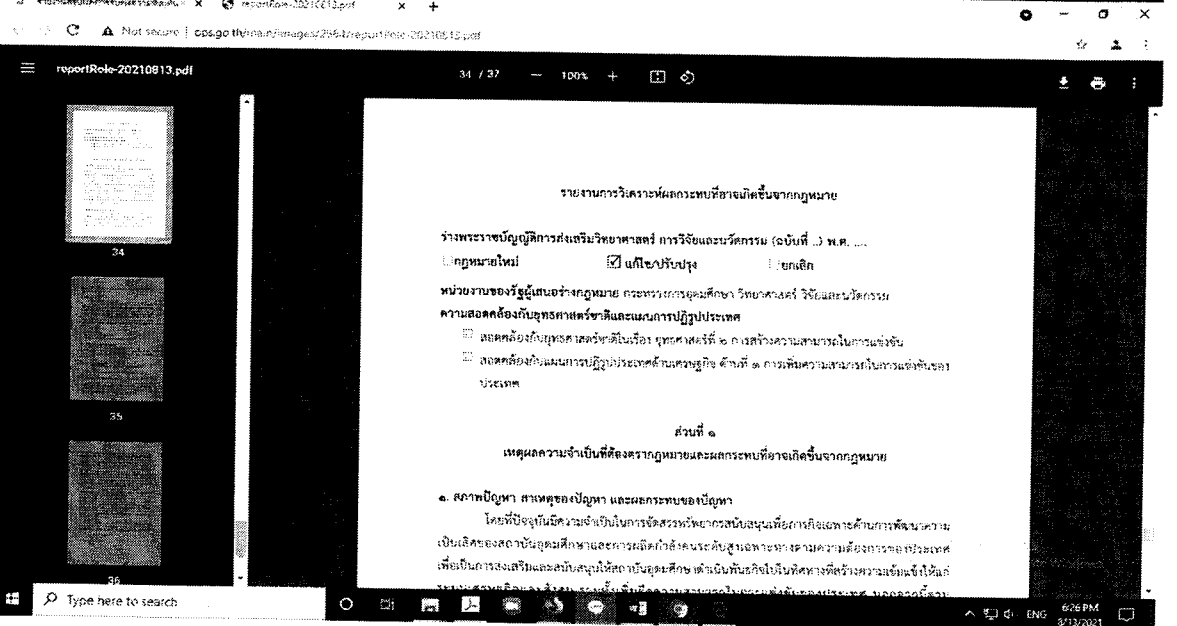 reportRole-20210813.pdf
Not secure | ops.go.th/main/images/2564/reportRole-20210813.pdf
reportRole-20210813.pdf
34 / 37 — 100% +
34
35
36
รายงานการวิเคราะห์ผลกระทบที่อาจเกิดขึ้นจากกฎหมาย
ร่างพระราชบัญญัติการส่งเสริมวิทยาศาสตร์ การวิจัยและนวัตกรรม (ฉบับที่ ..) พ.ศ. ....
กฎหมายใหม่ ☑ แก้ไข/ปรับปรุง ยกเลิก
หน่วยงานของรัฐผู้เสนอร่างกฎหมาย กระทรวงการอุดมศึกษา วิทยาศาสตร์ วิจัยและนวัตกรรม
ความสอดคล้องกับยุทธศาสตร์ชาติและแผนการปฏิรูปประเทศ
สอดคล้องกับยุทธศาสตร์ชาติในเรื่อง ยุทธศาสตร์ที่ ๒ การสร้างความสามารถในการแข่งขัน
สอดคล้องกับแผนการปฏิรูปประเทศด้านเศรษฐกิจ ด้านที่ ๑ การเพิ่มความสามารถในการแข่งขันของ
ประเทศ
ส่วนที่ ๑
เหตุผลความจำเป็นที่ต้องตรากฎหมายและผลกระทบที่อาจเกิดขึ้นจากกฎหมาย
๑. สภาพปัญหา สาเหตุของปัญหา และผลกระทบของปัญหา
โดยที่ปัจจุบันมีความจำเป็นในการจัดสรรทรัพยากรสนับสนุนเพื่อภารกิจเฉพาะด้านการพัฒนาความ
เป็นเลิศของสถาบันอุดมศึกษาและการผลิตกำลังคนระดับสูงเฉพาะทางตามความต้องการของประเทศ
เพื่อเป็นการส่งเสริมและสนับสนุนให้สถาบันอุดมศึกษาดำเนินพันธกิจไปในทิศทางที่สร้างความเข้มแข็งให้แก่
Type here to search
ENG 6:26 PM
8/13/2021